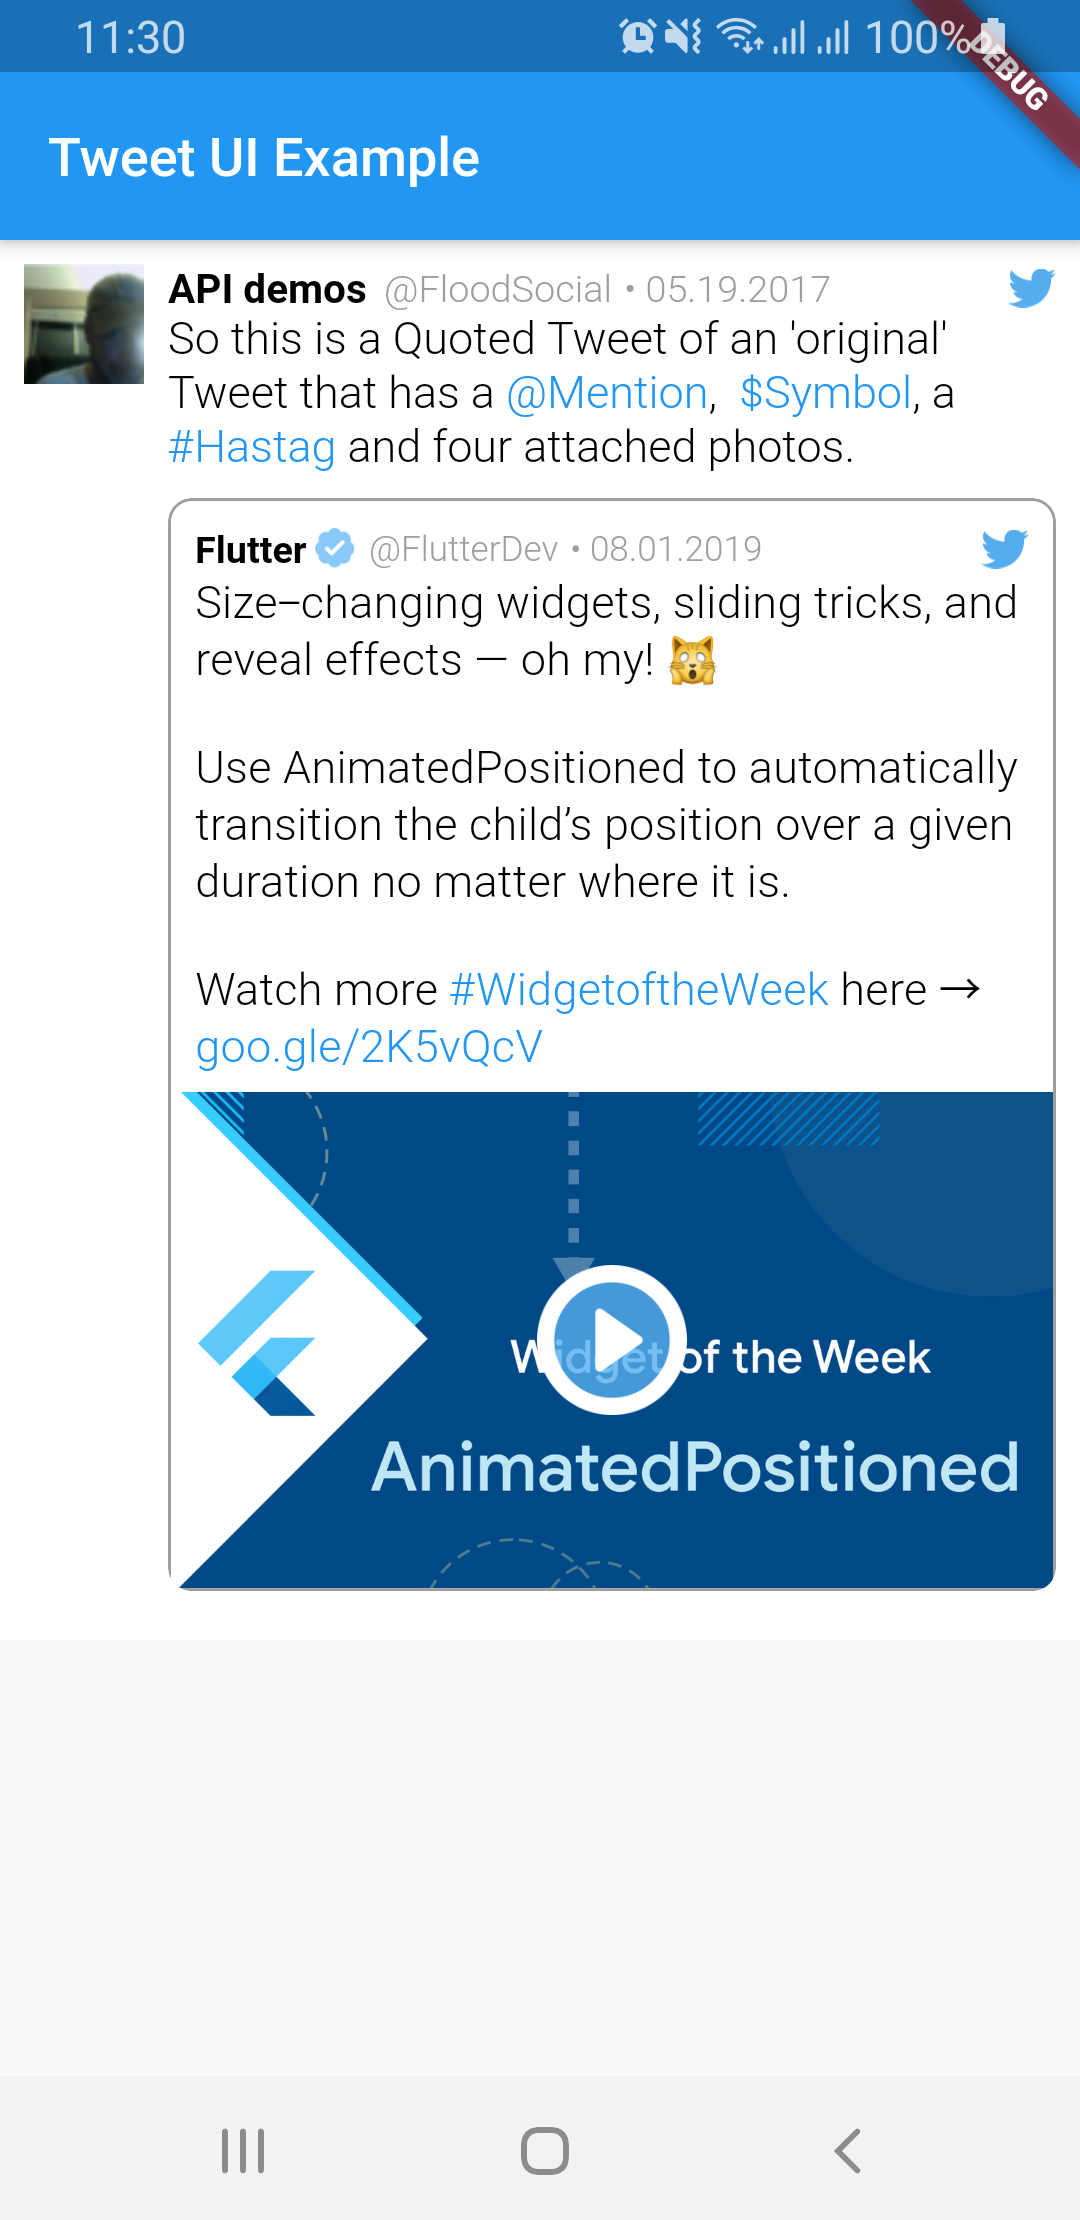 11:30 100%
DEBUG
Tweet UI Example
API demos @FloodSocial • 05.19.2017
So this is a Quoted Tweet of an 'original'
Tweet that has a @Mention, $Symbol, a
#Hastag and four attached photos.
Flutter @FlutterDev • 08.01.2019
Size–changing widgets, sliding tricks, and
reveal effects — oh my! 🙀
Use AnimatedPositioned to automatically
transition the child’s position over a given
duration no matter where it is.
Watch more #WidgetoftheWeek here →
goo.gle/2K5vQcV
Widget of the Week
AnimatedPositioned